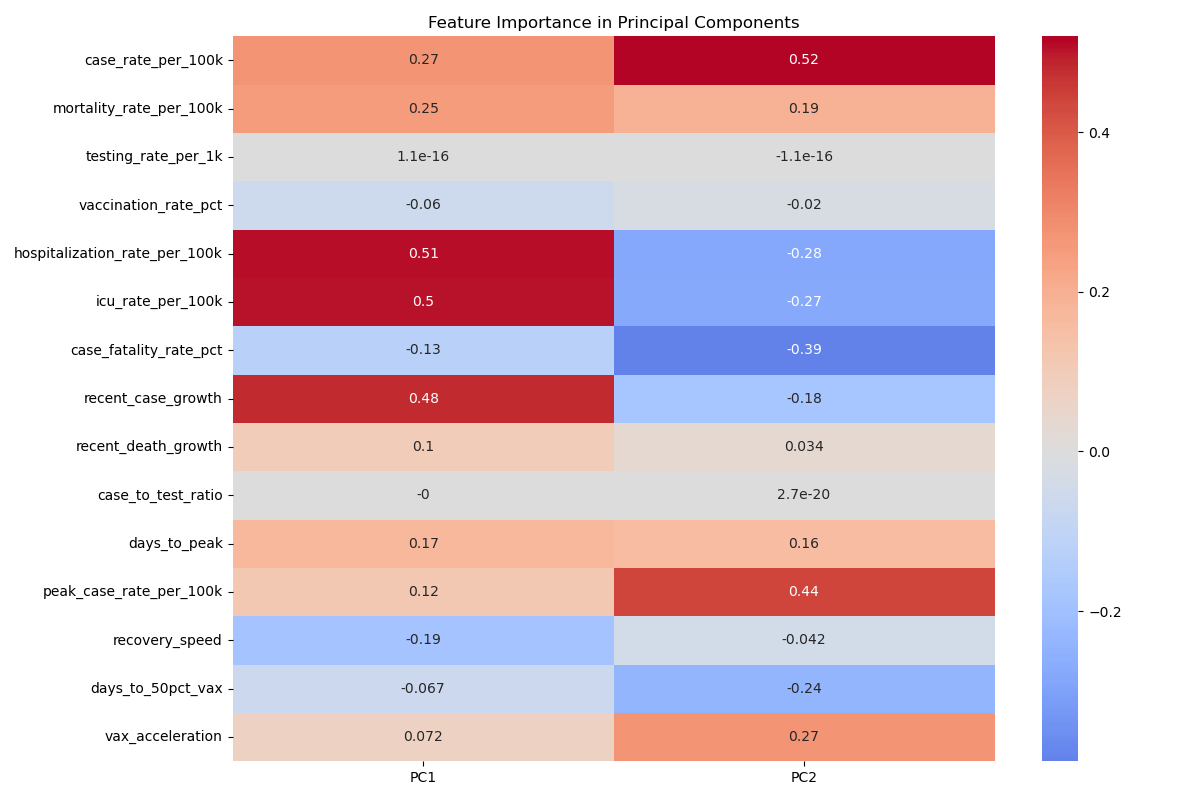 Feature Importance in Principal Components
case_rate_per_100k 0.27 0.52
mortality_rate_per_100k 0.25 0.19
testing_rate_per_1k 1.1e-16 -1.1e-16
vaccination_rate_pct -0.06 -0.02
hospitalization_rate_per_100k 0.51 -0.28
icu_rate_per_100k 0.5 -0.27
case_fatality_rate_pct -0.13 -0.39
recent_case_growth 0.48 -0.18
recent_death_growth 0.1 0.034
case_to_test_ratio -0 2.7e-20
days_to_peak 0.17 0.16
peak_case_rate_per_100k 0.12 0.44
recovery_speed -0.19 -0.042
days_to_50pct_vax -0.067 -0.24
vax_acceleration 0.072 0.27
PC1 PC2
0.4
0.2
0.0
−0.2